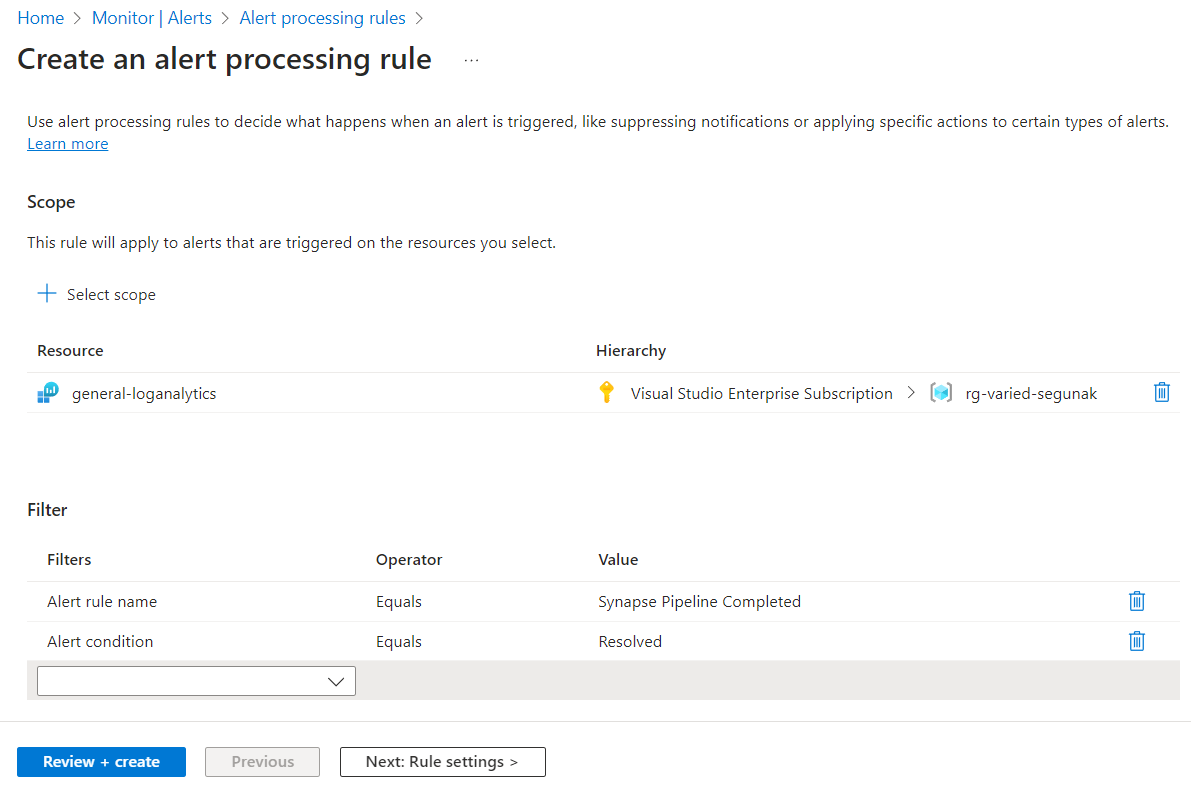 Home > Monitor | Alerts > Alert processing rules >
Create an alert processing rule ...
Use alert processing rules to decide what happens when an alert is triggered, like suppressing notifications or applying specific actions to certain types of alerts.
Learn more
Scope
This rule will apply to alerts that are triggered on the resources you select.
+ Select scope
Resource Hierarchy
general-loganalytics Visual Studio Enterprise Subscription > rg-varied-segunak
Filter
Filters Operator Value
Alert rule name Equals Synapse Pipeline Completed
Alert condition Equals Resolved
Review + create Previous Next: Rule settings >